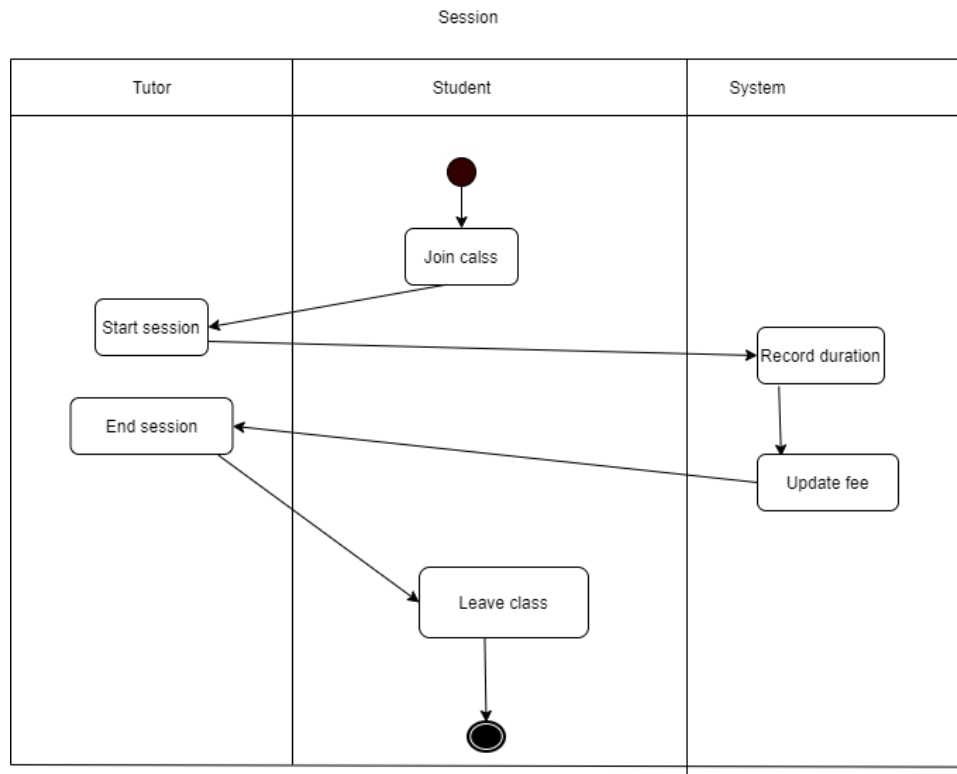 Session
Tutor
Student
System
Join calss
Start session
Record duration
End session
Update fee
Leave class